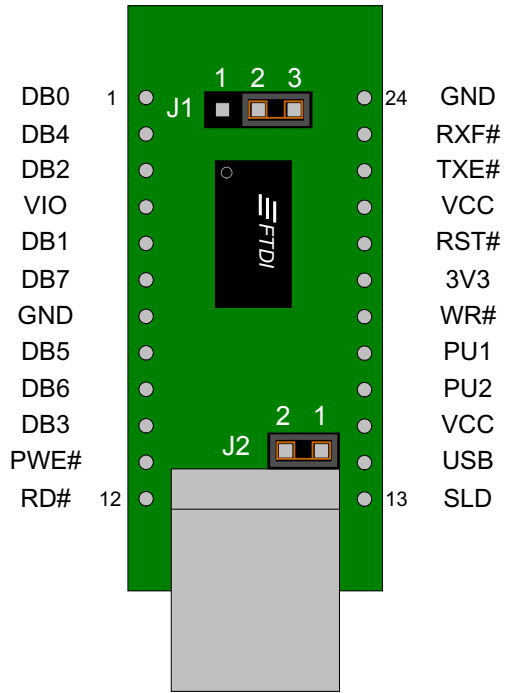 1 2 3
J1
DB0 1 24 GND
DB4 RXF#
DB2 TXE#
VIO VCC
DB1 RST#
DB7 3V3
GND WR#
DB5 PU1
DB6 PU2
DB3 VCC
PWE# USB
RD# 12 13 SLD
FTDI
2 1
J2